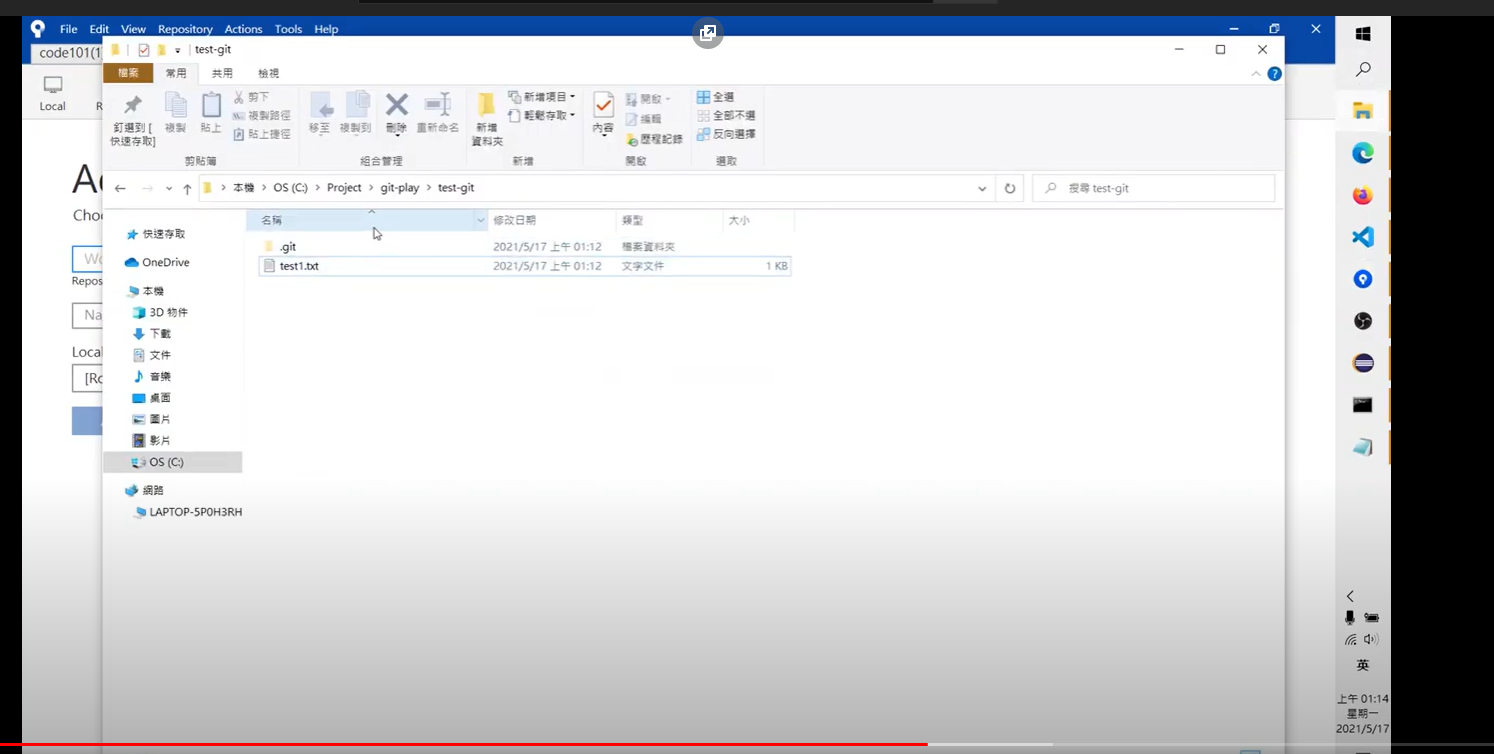 File Edit View Repository Actions Tools Help
code101(1
test-git
檔案 常用 共用 檢視
釘選到 [快速存取]
複製
貼上
剪下
複製路徑
貼上捷徑
剪貼簿
移至
複製到
刪除
重新命名
組合管理
新增資料夾
新增項目
輕鬆存取
新增
內容
開啟
編輯
歷程記錄
開啟
全選
全部不選
反向選擇
選取
Local
本機 OS (C:) Project git-play test-git
搜尋 test-git
名稱 修改日期 類型 大小
.git 2021/5/17 上午 01:12 檔案資料夾
test1.txt 2021/5/17 上午 01:12 文字文件 1 KB
快速存取
OneDrive
本機
3D 物件
下載
文件
音樂
桌面
圖片
影片
OS (C:)
網路
LAPTOP-5P0H3RH
Ac
Choo
Repos
Na
Local
[Ro
英
上午 01:14
星期一
2021/5/17